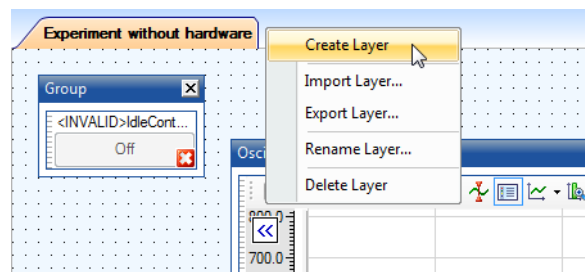 Experiment without hardware
Create Layer
Import Layer...
Export Layer...
Rename Layer...
Delete Layer
Group
<INVALID>IdleCont...
Off
Osci
800.0
700.0